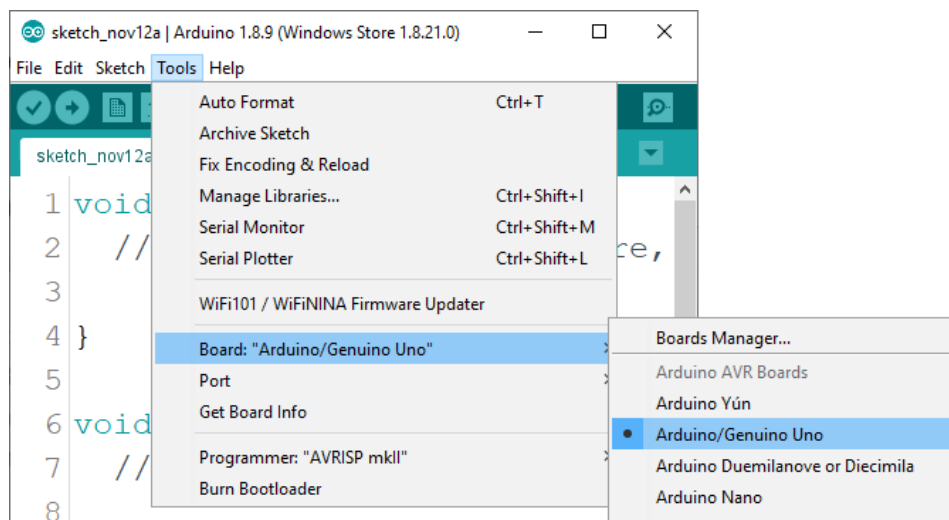 sketch_nov12a | Arduino 1.8.9 (Windows Store 1.8.21.0)
File Edit Sketch Tools Help
sketch_nov12a
Auto Format Ctrl+T
Archive Sketch
Fix Encoding & Reload
Manage Libraries... Ctrl+Shift+I
Serial Monitor Ctrl+Shift+M
Serial Plotter Ctrl+Shift+L
WiFi101 / WiFiNINA Firmware Updater
Board: "Arduino/Genuino Uno"
Port
Get Board Info
Programmer: "AVRISP mkII"
Burn Bootloader
Boards Manager...
Arduino AVR Boards
Arduino Yún
Arduino/Genuino Uno
Arduino Duemilanove or Diecimila
Arduino Nano
1 void
2 // re,
3
4 }
5
6 void
7 //
8